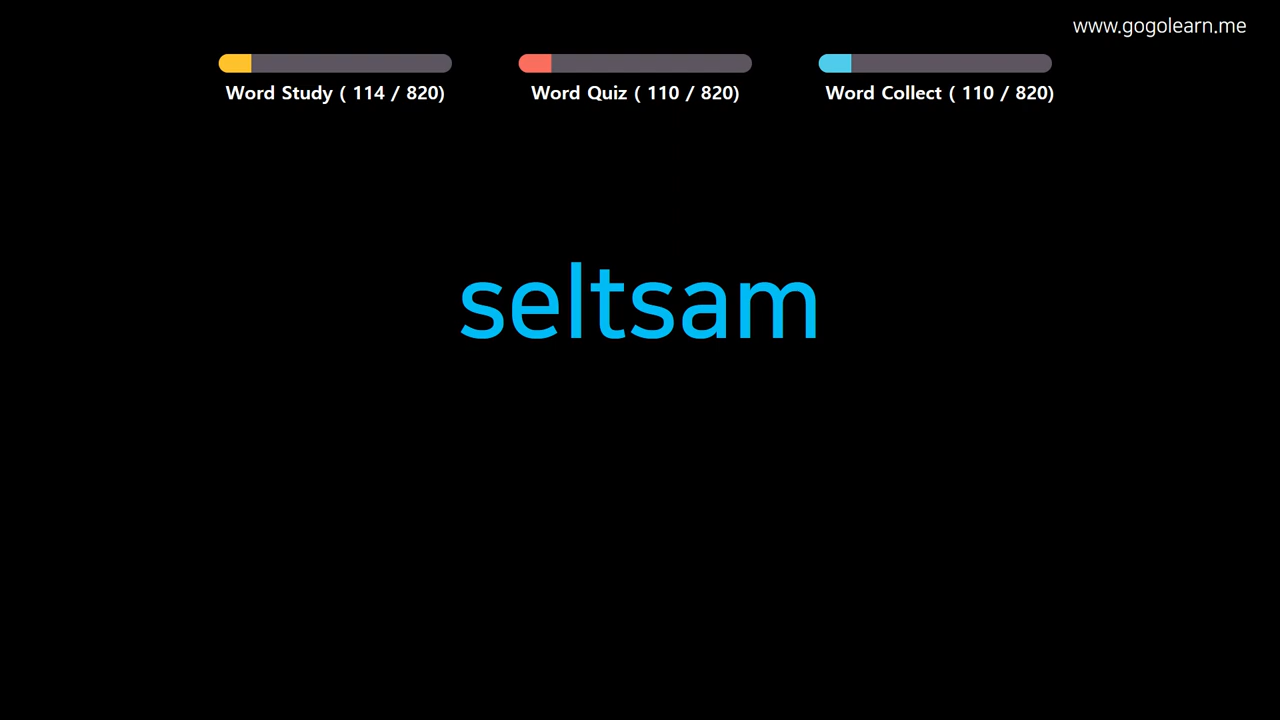 www.gogolearn.me
Word Study ( 114 / 820)
Word Quiz ( 110 / 820)
Word Collect ( 110 / 820)
seltsam